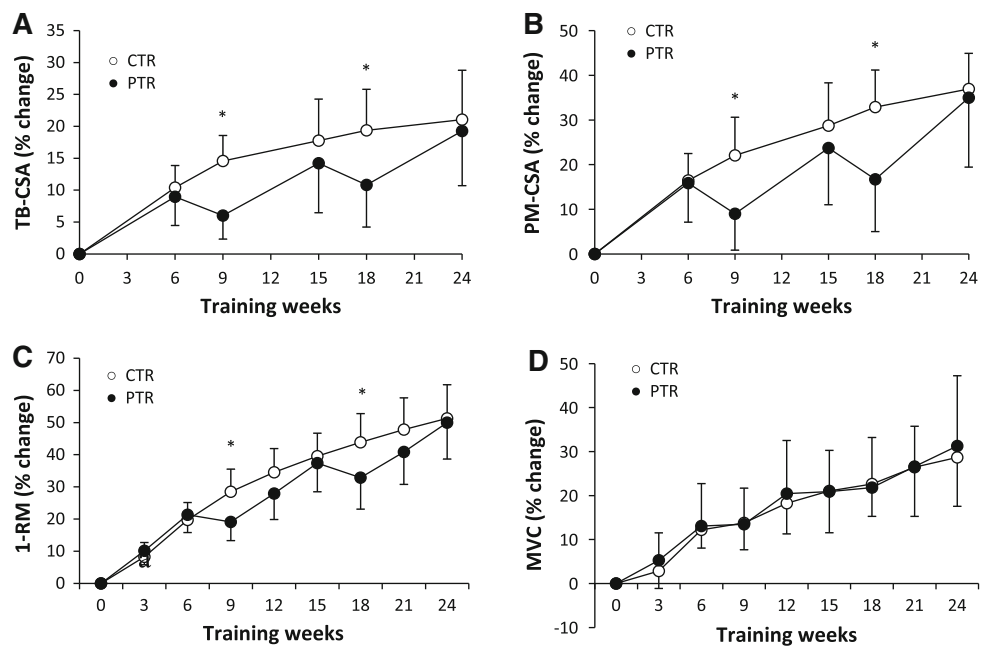 A
TB-CSA (% change)
35
30
25
20
15
10
5
0
CTR
PTR
*
*
0 3 6 9 12 15 18 21 24
Training weeks
B
PM-CSA (% change)
50
40
30
20
10
0
CTR
PTR
*
*
0 3 6 9 12 15 18 21 24
Training weeks
C
1-RM (% change)
70
60
50
40
30
20
10
0
CTR
PTR
*
*
0 3 6 9 12 15 18 21 24
Training weeks
D
MVC (% change)
50
40
30
20
10
0
-10
CTR
PTR
0 3 6 9 12 15 18 21 24
Training weeks